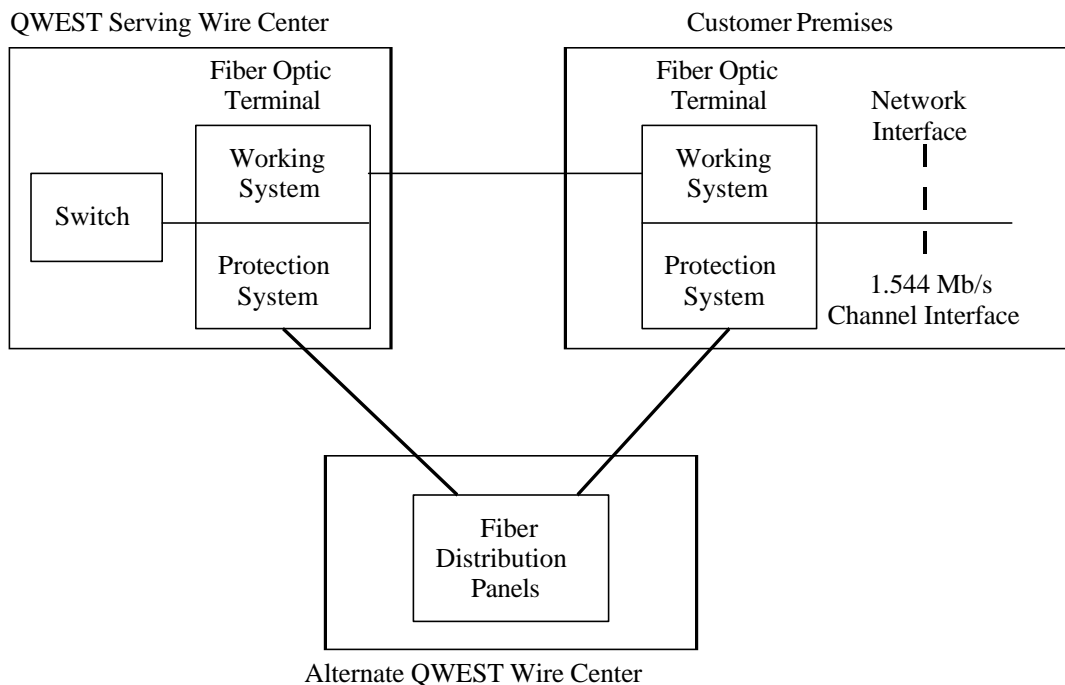 QWEST Serving Wire Center
Customer Premises
Fiber Optic
Terminal
Working
System
Switch
Protection
System
Fiber Optic
Terminal
Working
System
Protection
System
Network
Interface
1.544 Mb/s
Channel Interface
Fiber
Distribution
Panels
Alternate QWEST Wire Center